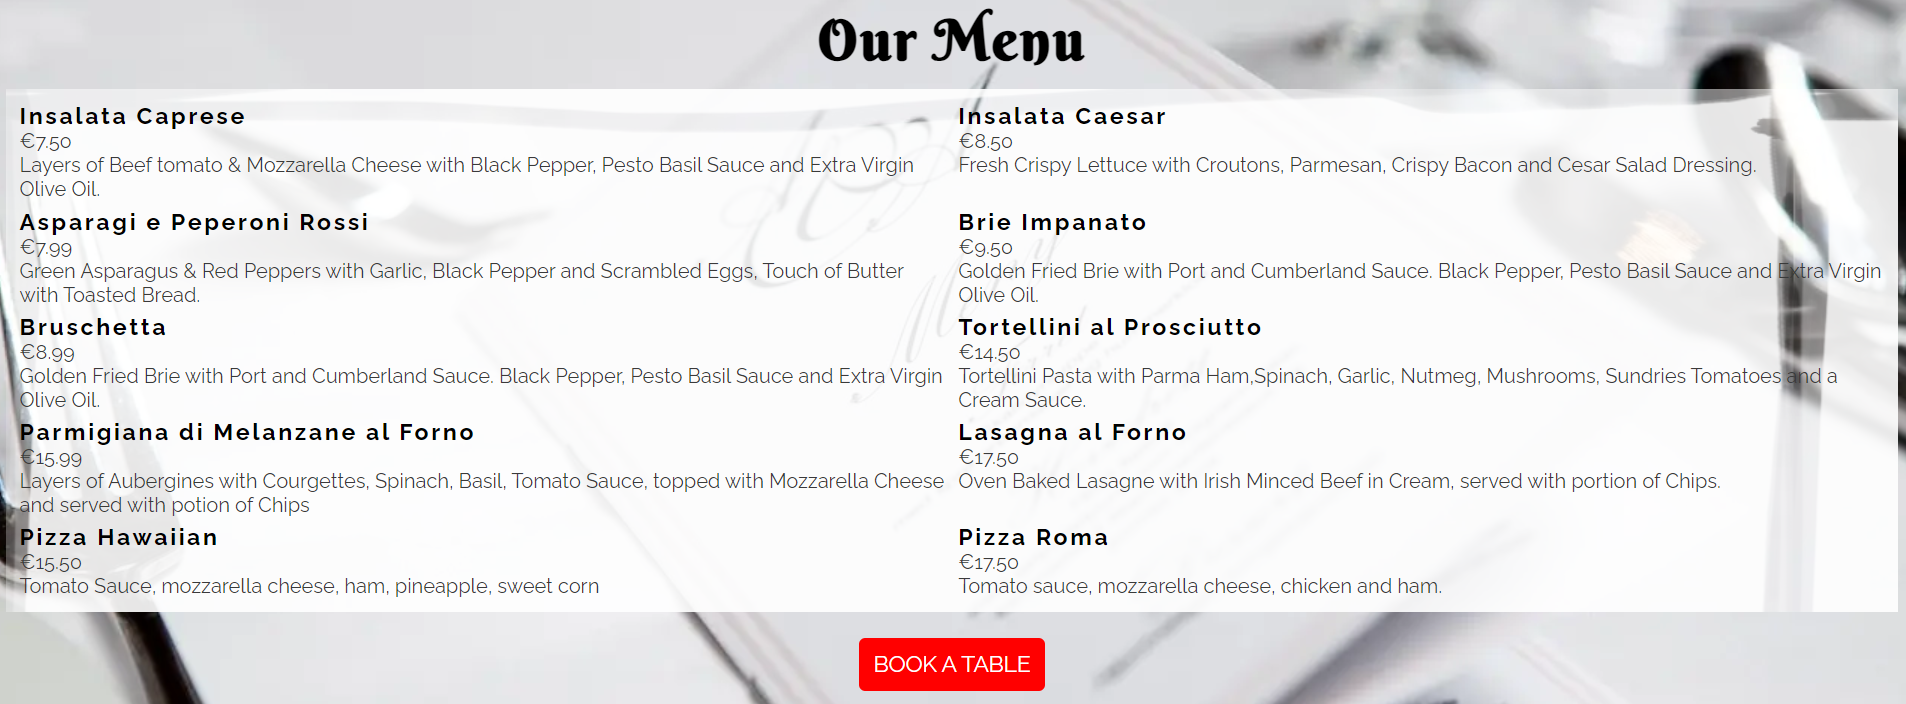 Our Menu
Insalata Caprese
€7.50
Layers of Beef tomato & Mozzarella Cheese with Black Pepper, Pesto Basil Sauce and Extra Virgin
Olive Oil.
Insalata Caesar
€8.50
Fresh Crispy Lettuce with Croutons, Parmesan, Crispy Bacon and Cesar Salad Dressing.
Asparagi e Peperoni Rossi
€7.99
Green Asparagus & Red Peppers with Garlic, Black Pepper and Scrambled Eggs, Touch of Butter
with Toasted Bread.
Brie Impanato
€9.50
Golden Fried Brie with Port and Cumberland Sauce. Black Pepper, Pesto Basil Sauce and Extra Virgin
Olive Oil.
Bruschetta
€8.99
Golden Fried Brie with Port and Cumberland Sauce. Black Pepper, Pesto Basil Sauce and Extra Virgin
Olive Oil.
Tortellini al Prosciutto
€14.50
Tortellini Pasta with Parma Ham,Spinach, Garlic, Nutmeg, Mushrooms, Sundries Tomatoes and a
Cream Sauce.
Parmigiana di Melanzane al Forno
€15.99
Layers of Aubergines with Courgettes, Spinach, Basil, Tomato Sauce, topped with Mozzarella Cheese
and served with potion of Chips
Lasagna al Forno
€17.50
Oven Baked Lasagne with Irish Minced Beef in Cream, served with portion of Chips.
Pizza Hawaiian
€15.50
Tomato Sauce, mozzarella cheese, ham, pineapple, sweet corn
Pizza Roma
€17.50
Tomato sauce, mozzarella cheese, chicken and ham.
BOOK A TABLE